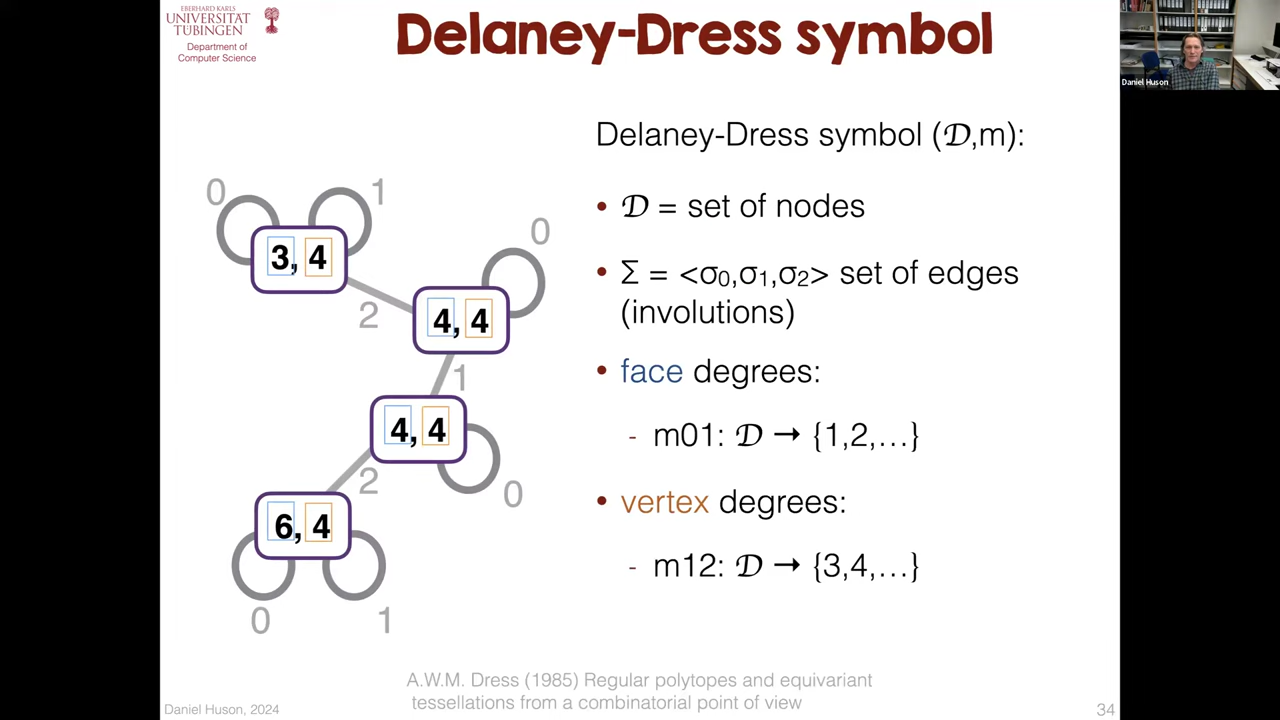 EBERHARD KARLS
UNIVERSITÄT
TÜBINGEN
Department of
Computer Science
Delaney-Dress symbol
Daniel Huson
Delaney-Dress symbol (𝒟,m):
• 𝒟 = set of nodes
• Σ = <σ₀,σ₁,σ₂> set of edges
(involutions)
• face degrees:
- m01: 𝒟 → {1,2,…}
• vertex degrees:
- m12: 𝒟 → {3,4,…}
0
1
3, 4
2
0
4, 4
1
4, 4
2
0
6, 4
0
1
A.W.M. Dress (1985) Regular polytopes and equivariant
tessellations from a combinatorial point of view
Daniel Huson, 2024
34